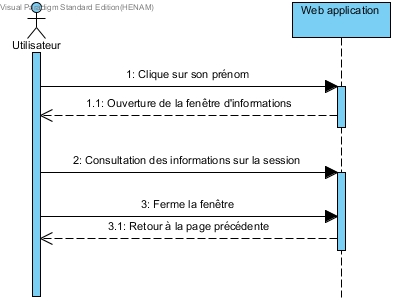 Visual Paradigm Standard Edition(HENAM)
Web application
Utilisateur
1: Clique sur son prénom
1.1: Ouverture de la fenêtre d'informations
2: Consultation des informations sur la session
3: Ferme la fenêtre
3.1: Retour à la page précédente